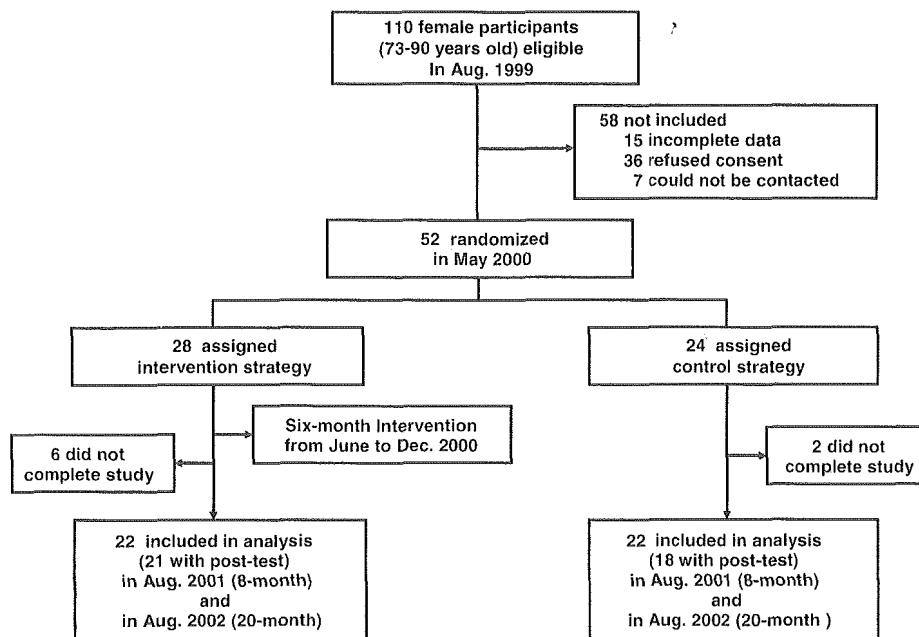 110 female participants
(73-90 years old) eligible
In Aug. 1999
58 not included
15 incomplete data
36 refused consent
7 could not be contacted
52 randomized
in May 2000
28 assigned
intervention strategy
24 assigned
control strategy
Six-month Intervention
from June to Dec. 2000
6 did not
complete study
2 did not
complete study
22 included in analysis
(21 with post-test)
in Aug. 2001 (8-month)
and
in Aug. 2002 (20-month)
22 included in analysis
(18 with post-test)
in Aug. 2001 (8-month)
and
in Aug. 2002 (20-month )